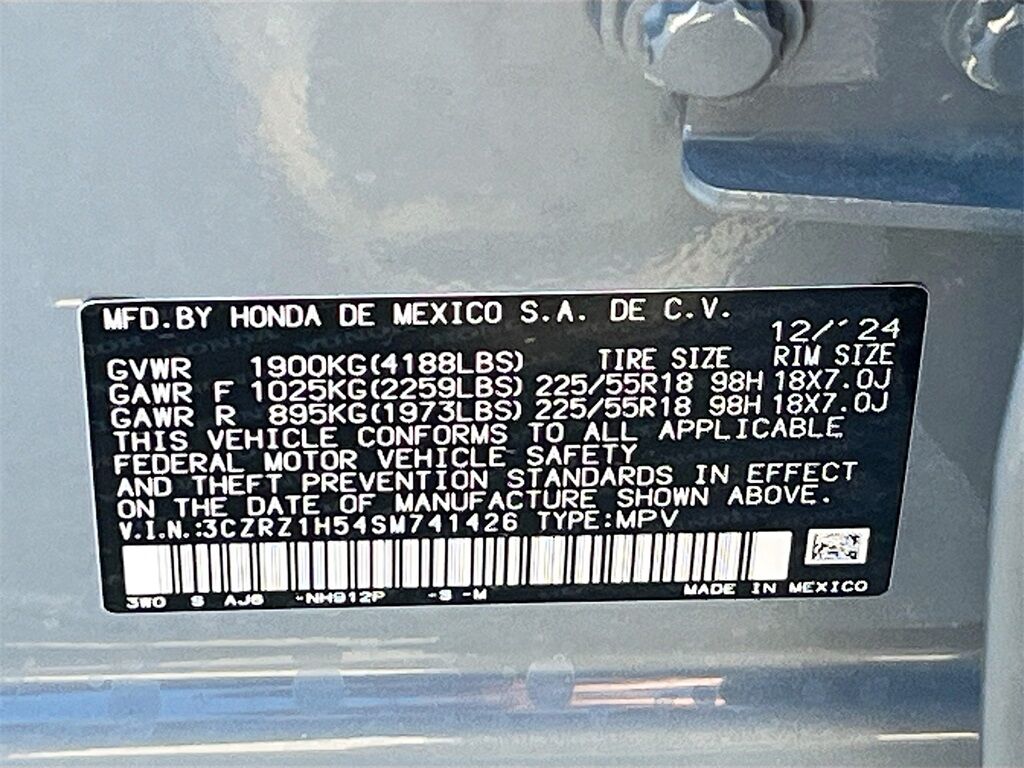 MFD.BY HONDA DE MEXICO S.A. DE C.V.
12/'24
GVWR 1900KG(4188LBS) TIRE SIZE RIM SIZE
GAWR F 1025KG(2259LBS) 225/55R18 98H 18X7.0J
GAWR R 895KG(1973LBS) 225/55R18 98H 18X7.0J
THIS VEHICLE CONFORMS TO ALL APPLICABLE
FEDERAL MOTOR VEHICLE SAFETY
AND THEFT PREVENTION STANDARDS IN EFFECT
ON THE DATE OF MANUFACTURE SHOWN ABOVE.
V.I.N.:3CZRZ1H54SM741426 TYPE:MPV
3W0 S AJ6 -NH912P -S -M MADE IN MEXICO